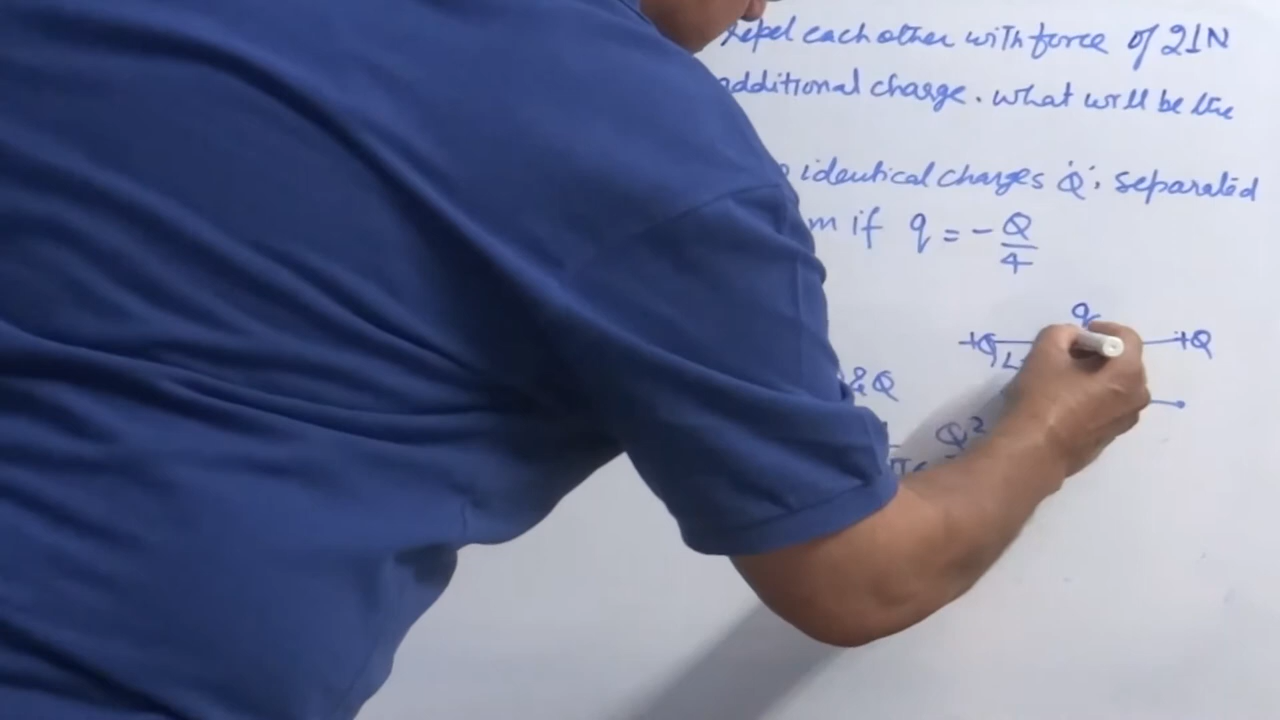 repel each other with force of 21N
additional charge. What will be the
identical charges 'Q', separated
m if q = - Q/4
q
+Q +Q
& Q
Q²